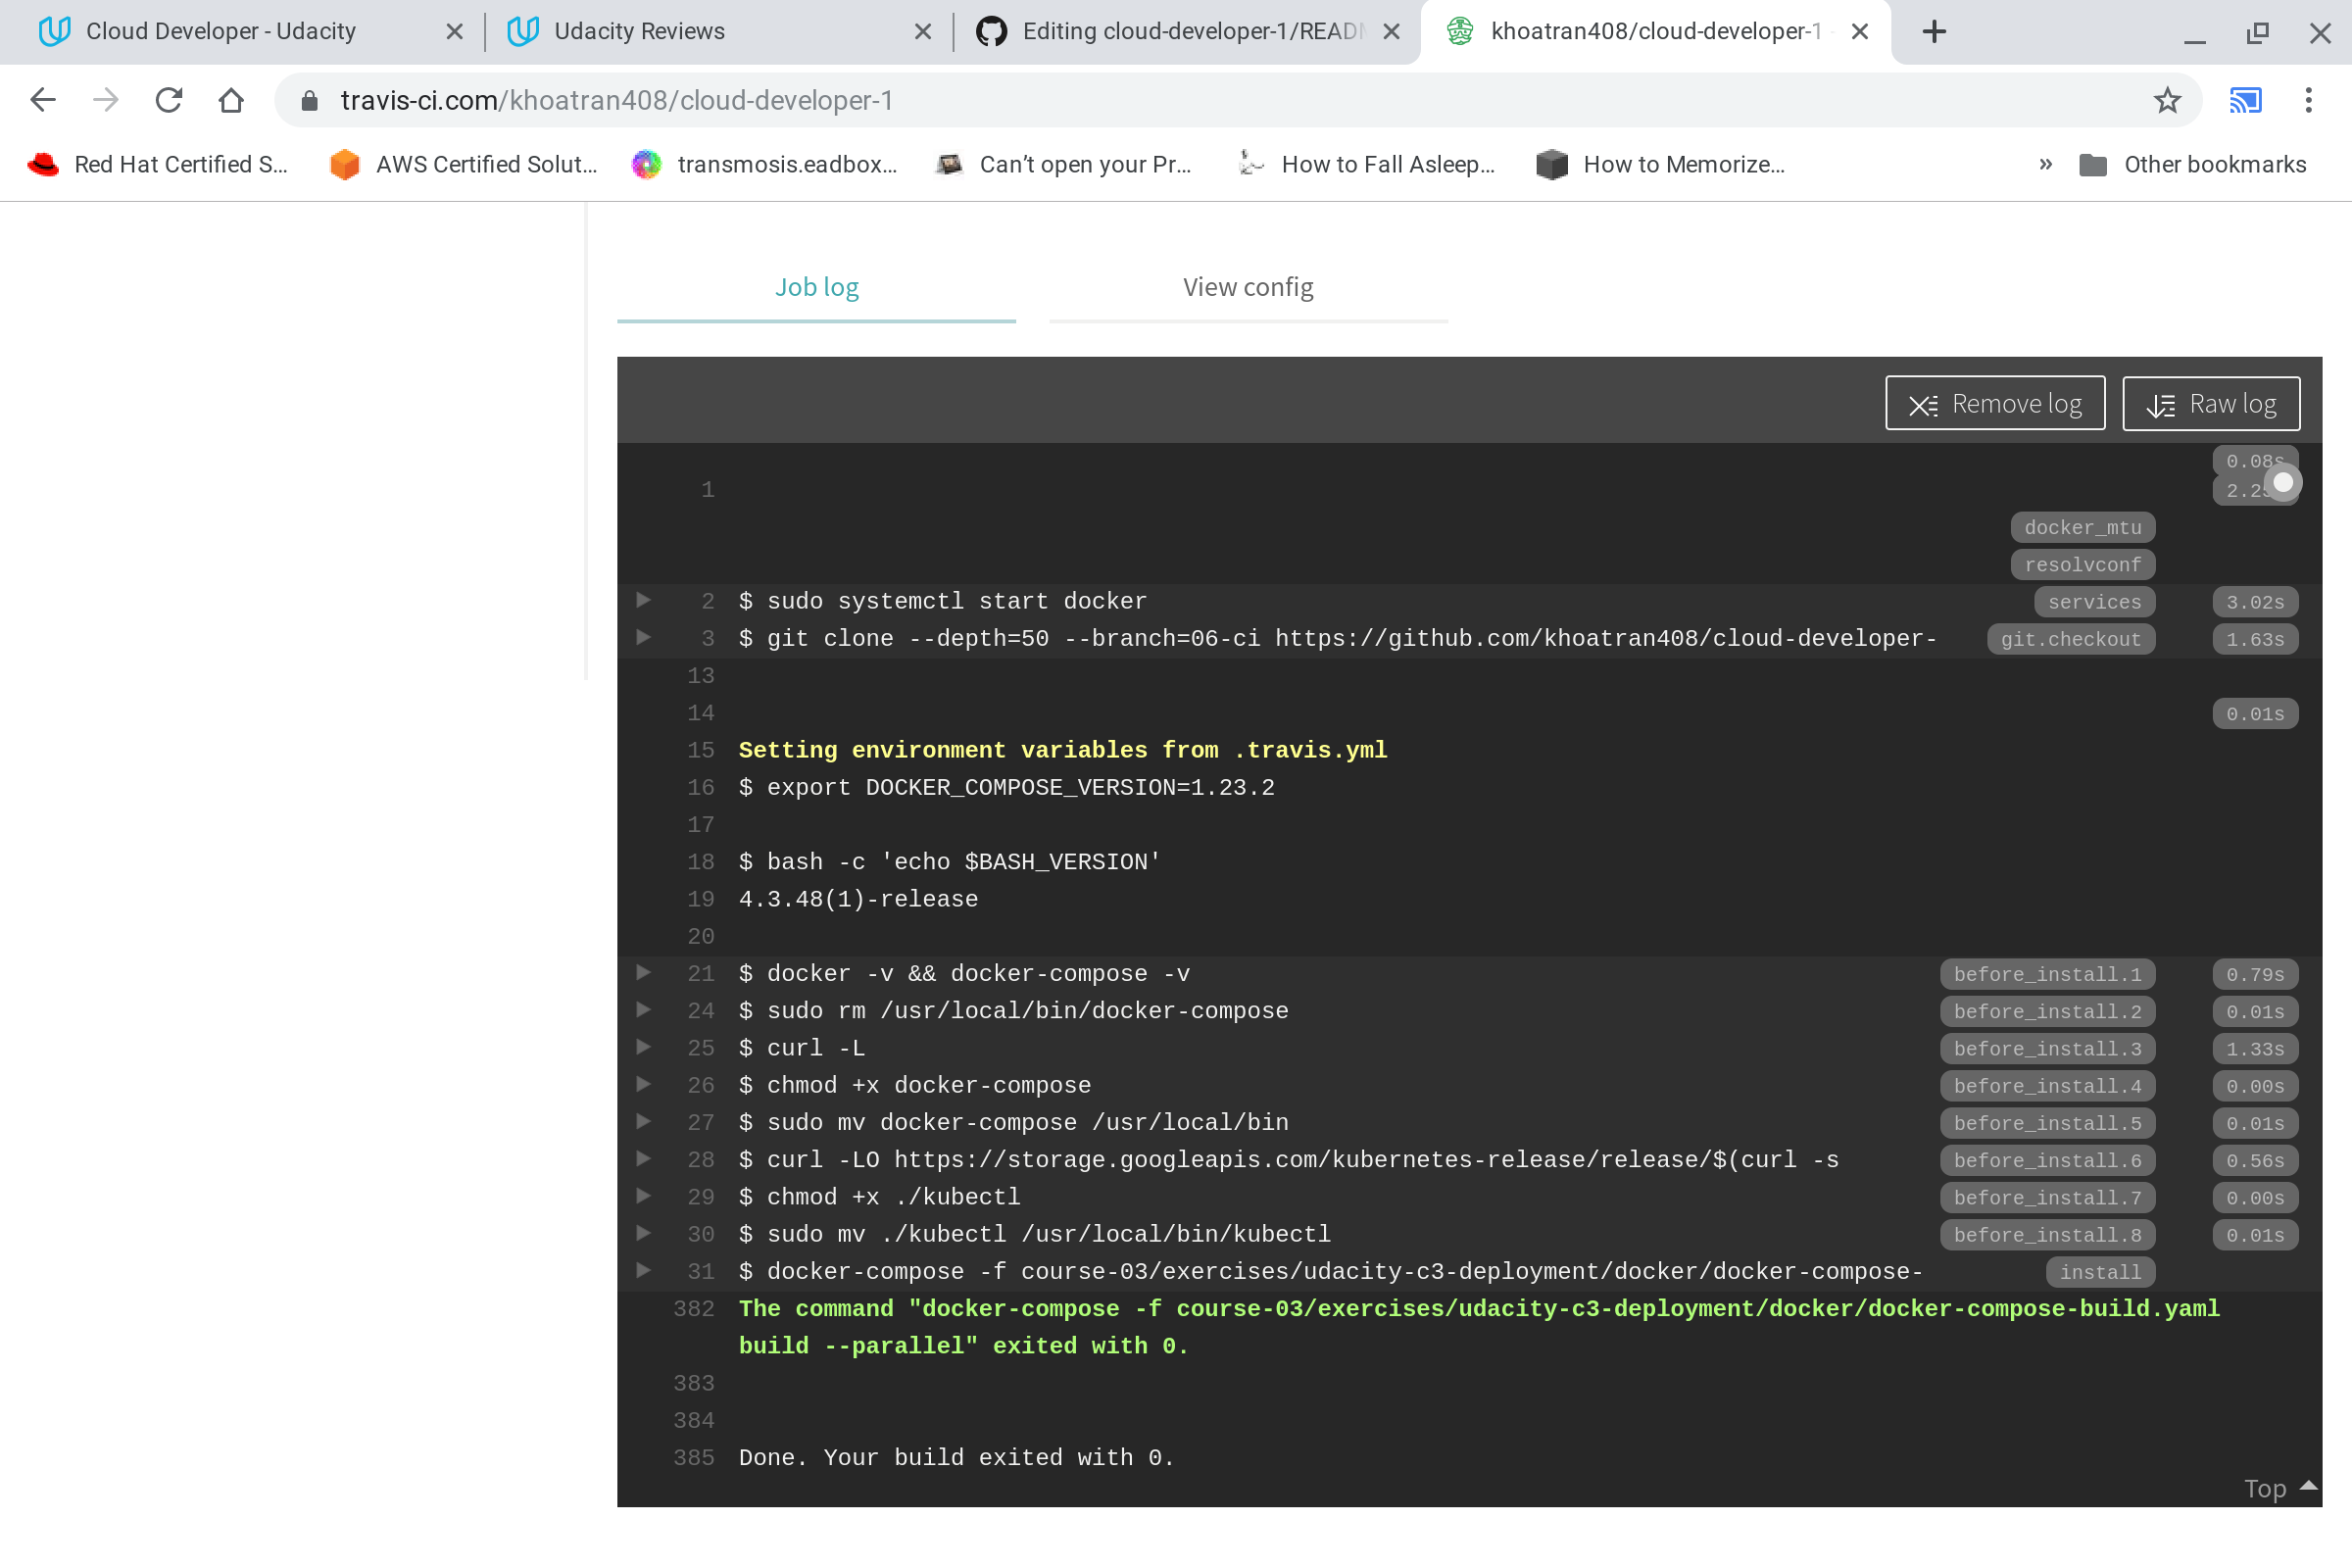 Cloud Developer - Udacity
Udacity Reviews
Editing cloud-developer-1/READ
khoatran408/cloud-developer-1
travis-ci.com/khoatran408/cloud-developer-1
Red Hat Certified S...
AWS Certified Solut...
transmosis.eadbox...
Can't open your Pr...
How to Fall Asleep...
How to Memorize...
»
Other bookmarks
Job log
View config
Remove log
Raw log
0.08s
1
docker_mtu
resolvconf
2 $ sudo systemctl start docker services 3.02s
3 $ git clone --depth=50 --branch=06-ci https://github.com/khoatran408/cloud-developer- git.checkout 1.63s
13
14 0.01s
15 Setting environment variables from .travis.yml
16 $ export DOCKER_COMPOSE_VERSION=1.23.2
17
18 $ bash -c 'echo $BASH_VERSION'
19 4.3.48(1)-release
20
21 $ docker -v && docker-compose -v before_install.1 0.79s
24 $ sudo rm /usr/local/bin/docker-compose before_install.2 0.01s
25 $ curl -L before_install.3 1.33s
26 $ chmod +x docker-compose before_install.4 0.00s
27 $ sudo mv docker-compose /usr/local/bin before_install.5 0.01s
28 $ curl -LO https://storage.googleapis.com/kubernetes-release/release/$(curl -s before_install.6 0.56s
29 $ chmod +x ./kubectl before_install.7 0.00s
30 $ sudo mv ./kubectl /usr/local/bin/kubectl before_install.8 0.01s
31 $ docker-compose -f course-03/exercises/udacity-c3-deployment/docker/docker-compose- install
382 The command "docker-compose -f course-03/exercises/udacity-c3-deployment/docker/docker-compose-build.yaml
build --parallel" exited with 0.
383
384
385 Done. Your build exited with 0.
Top